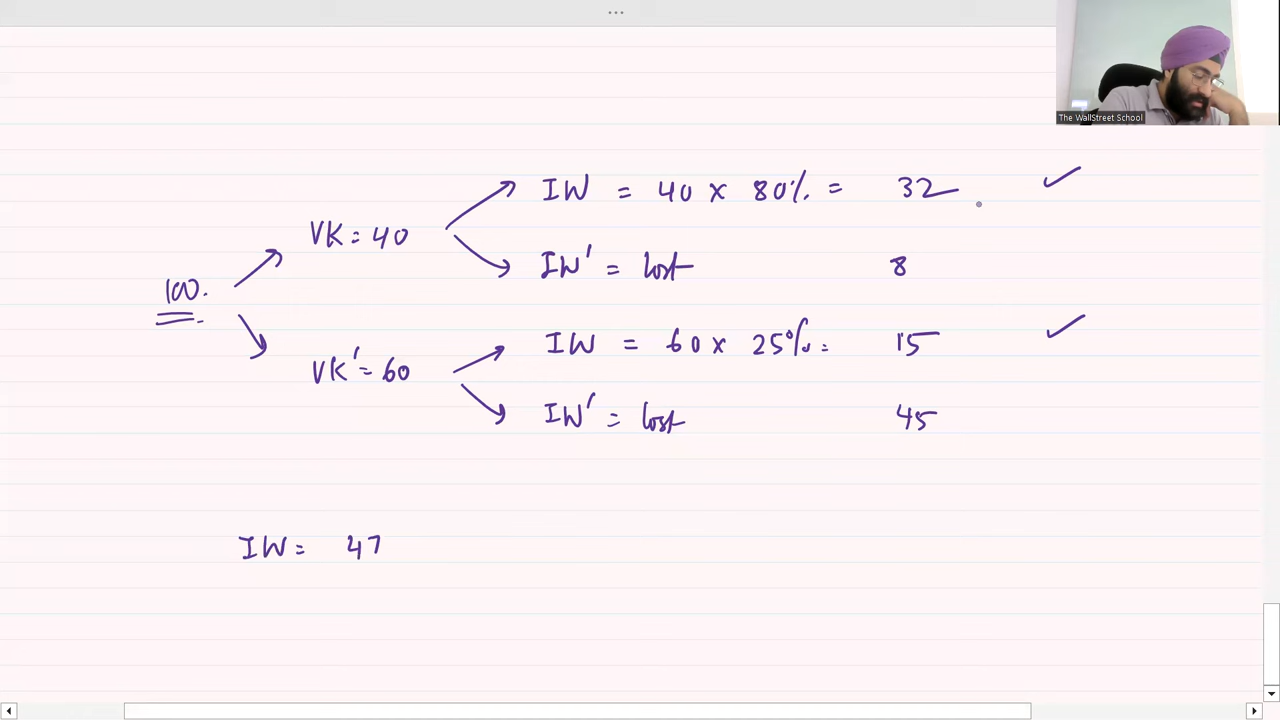 The WallStreet School
IW = 40 x 80% = 32
VK = 40
IW' = lost 8
100.
IW = 60 x 25% = 15
VK' = 60
IW' = lost 45
IW = 47